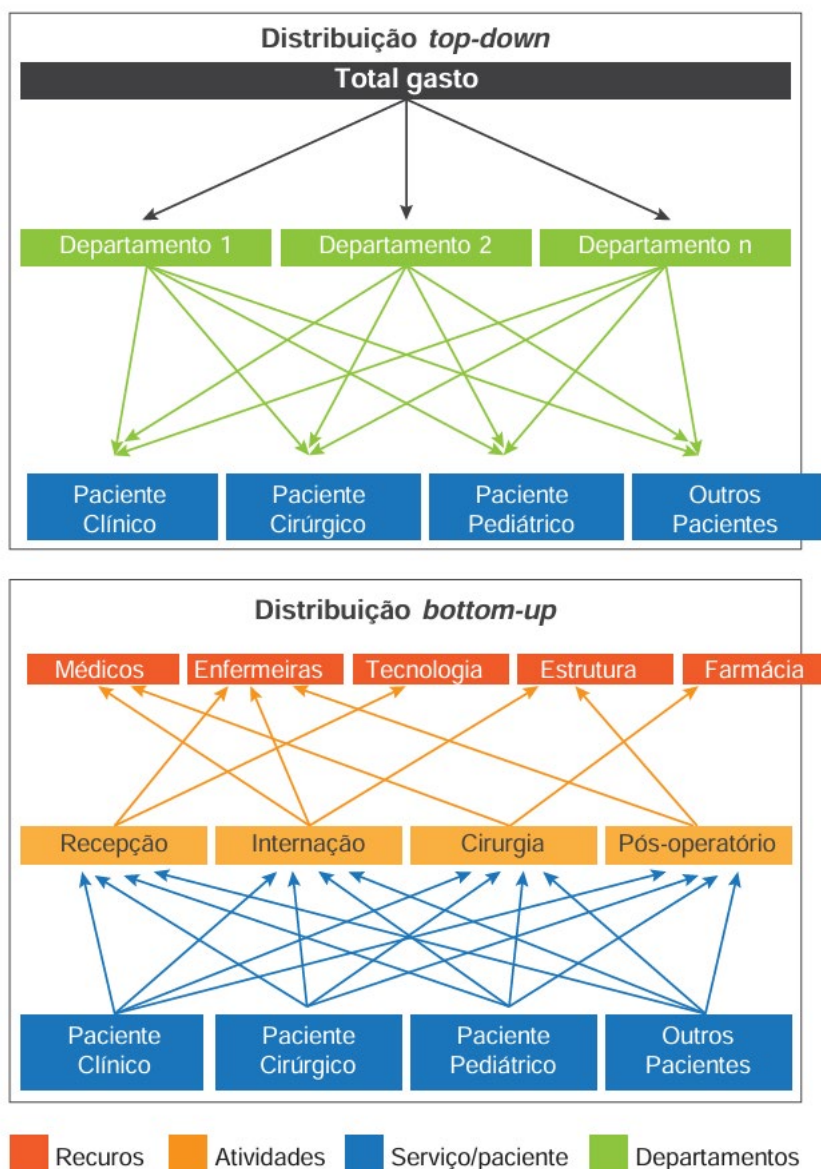 Distribuição top-down
Total gasto
Departamento 1 Departamento 2 Departamento n
Paciente Clínico
Paciente Cirúrgico
Paciente Pediátrico
Outros Pacientes
Distribuição bottom-up
Médicos Enfermeiras Tecnologia Estrutura Farmácia
Recepção Internação Cirurgia Pós-operatório
Paciente Clínico
Paciente Cirúrgico
Paciente Pediátrico
Outros Pacientes
Recuros Atividades Serviço/paciente Departamentos